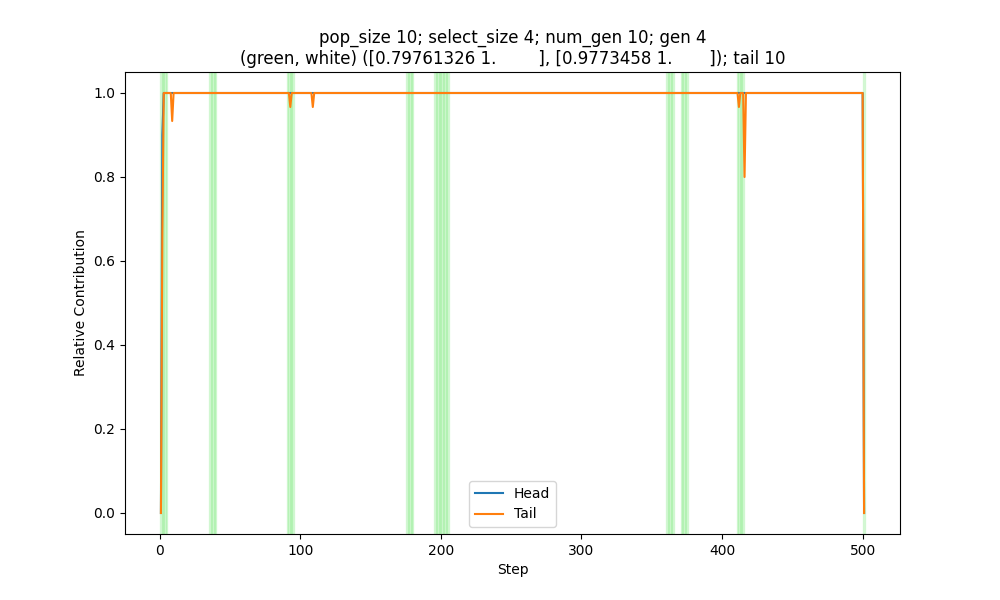 pop_size 10; select_size 4; num_gen 10; gen 4
(green, white) ([0.79761326 1.        ], [0.9773458 1.        ]); tail 10
Relative Contribution
1.0
0.8
0.6
0.4
0.2
0.0
Head
Tail
0 100 200 300 400 500
Step